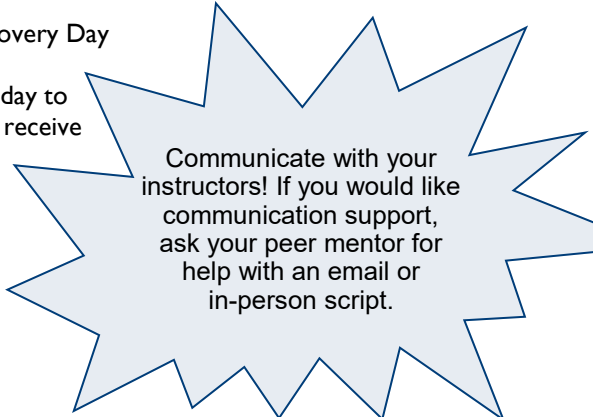 overy Day
day to
receive
Communicate with your
instructors! If you would like
communication support,
ask your peer mentor for
help with an email or
in-person script.